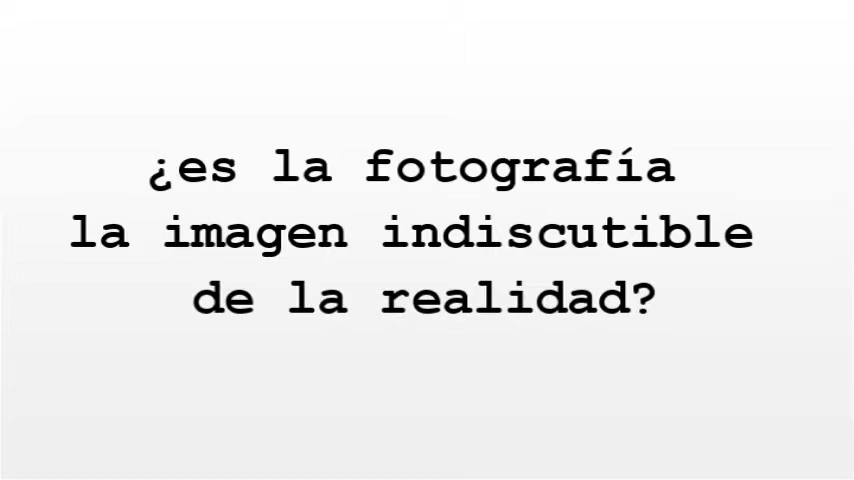 ¿es la fotografía
la imagen indiscutible
de la realidad?